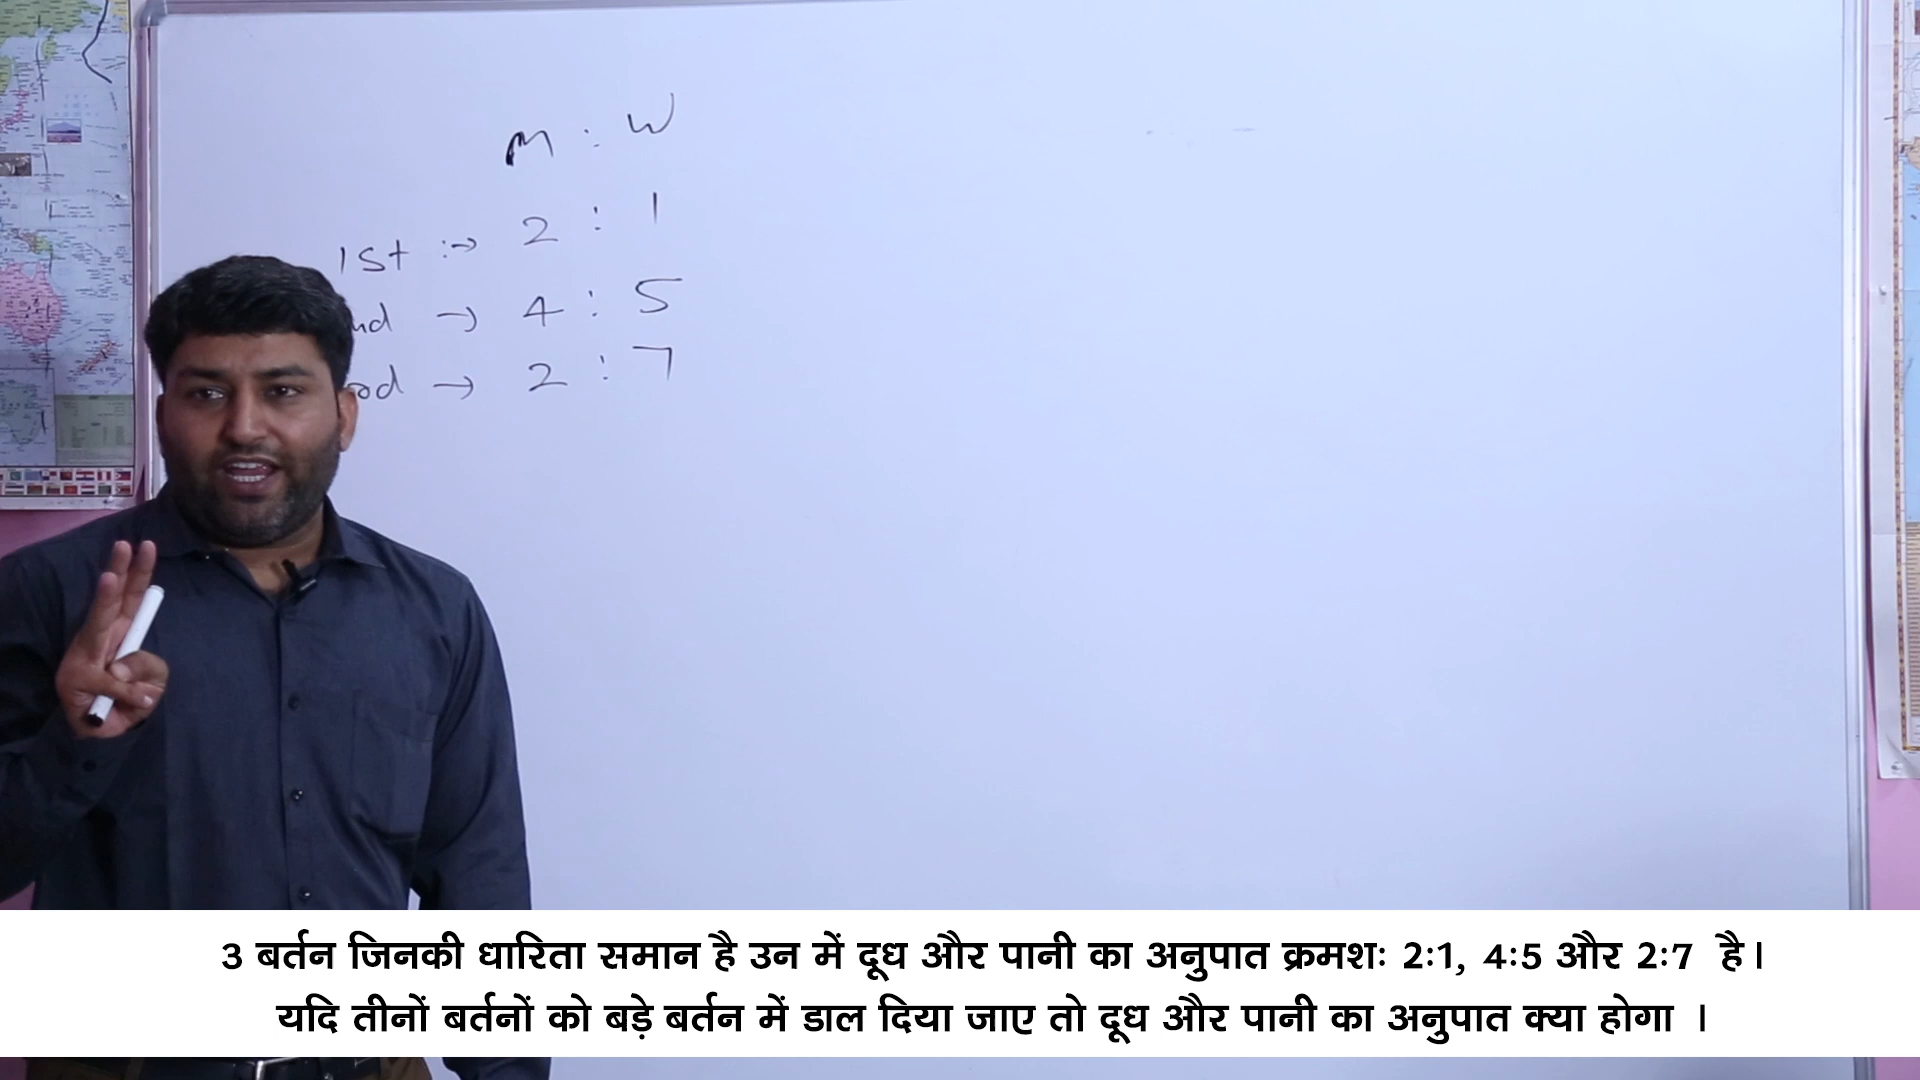 M : W
1st :→ 2 : 1
nd → 4 : 5
rd → 2 : 7
3 बर्तन जिनकी धारिता समान है उन में दूध और पानी का अनुपात क्रमशः 2:1, 4:5 और 2:7 है।
यदि तीनों बर्तनों को बड़े बर्तन में डाल दिया जाए तो दूध और पानी का अनुपात क्या होगा ।